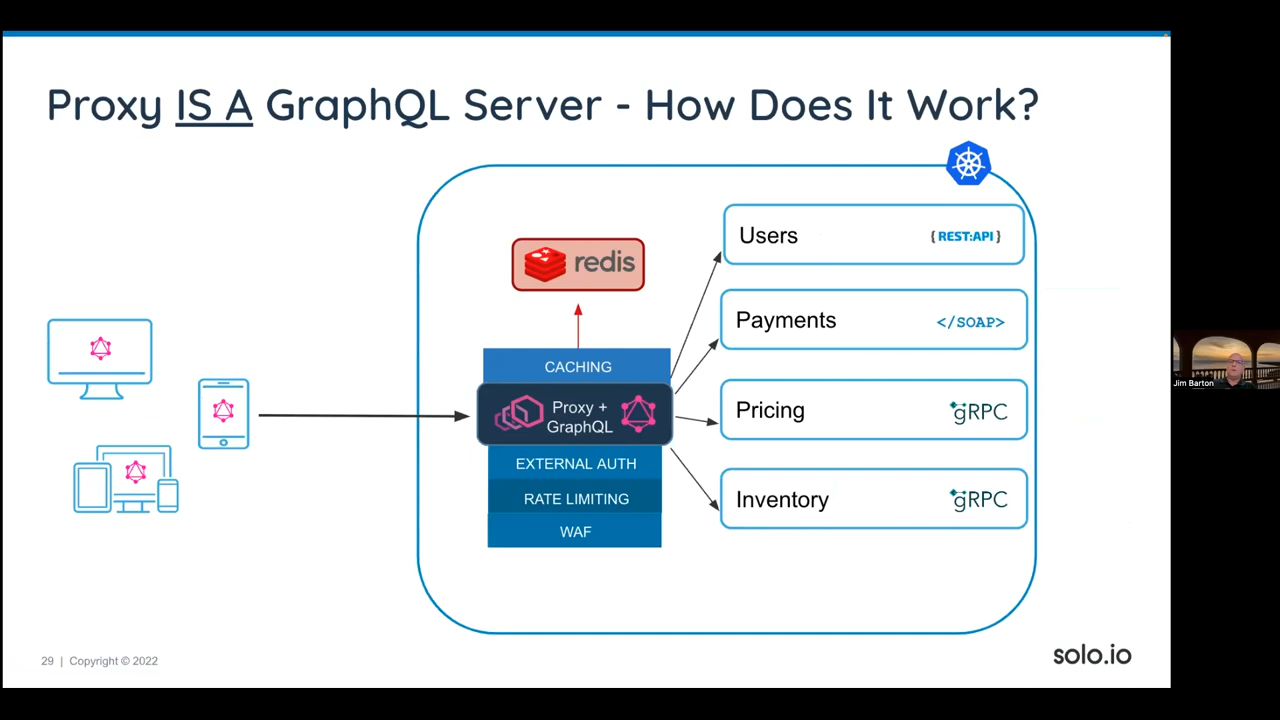 Proxy IS A GraphQL Server - How Does It Work?
redis
CACHING
Proxy +
GraphQL
EXTERNAL AUTH
RATE LIMITING
WAF
Users
{REST:API}
Payments
</SOAP>
Pricing
gRPC
Inventory
gRPC
Jim Barton
29 | Copyright © 2022
solo.io